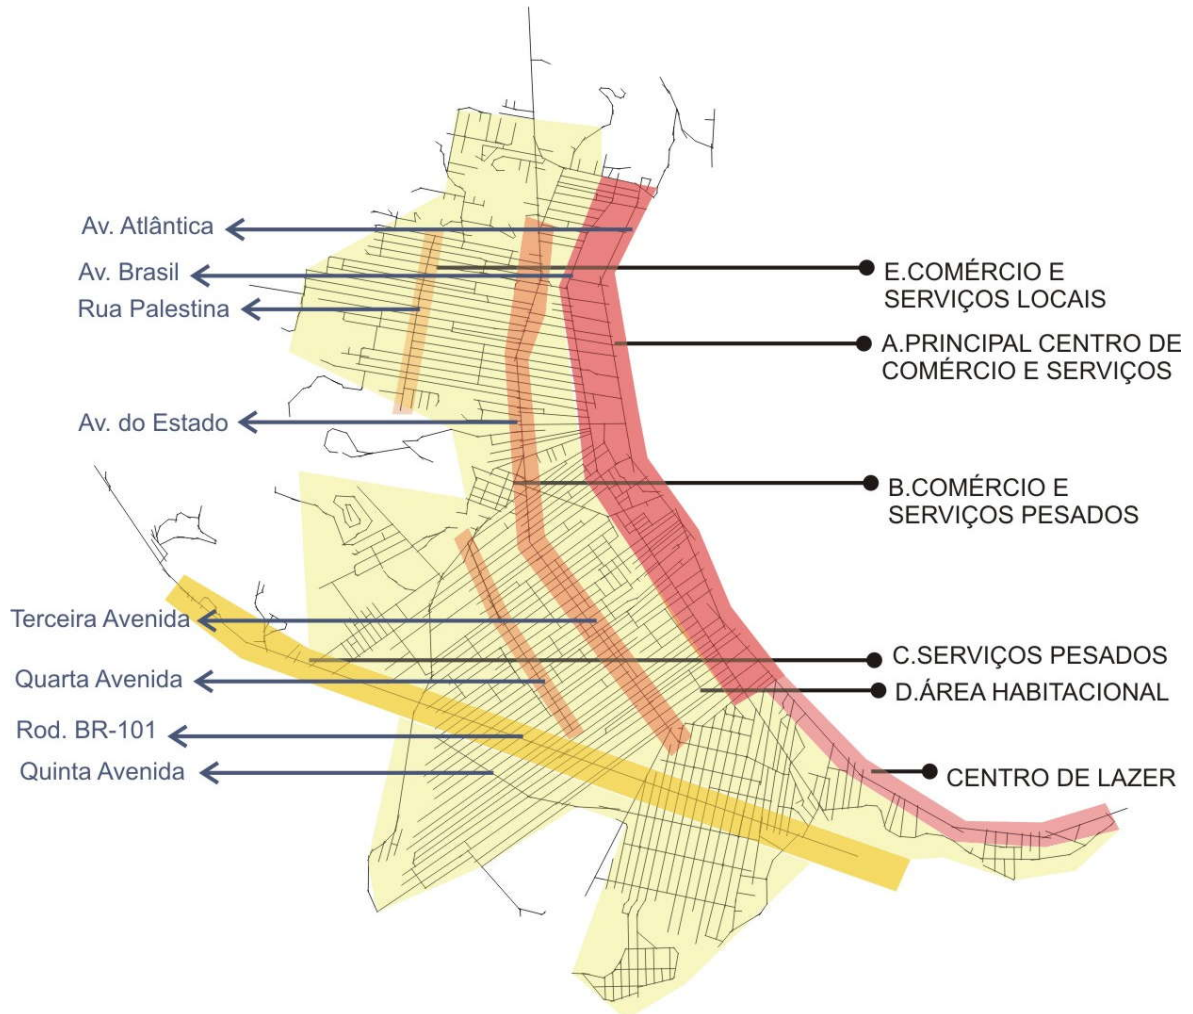 Av. Atlântica
Av. Brasil
Rua Palestina
Av. do Estado
Terceira Avenida
Quarta Avenida
Rod. BR-101
Quinta Avenida
E.COMÉRCIO E
SERVIÇOS LOCAIS
A.PRINCIPAL CENTRO DE
COMÉRCIO E SERVIÇOS
B.COMÉRCIO E
SERVIÇOS PESADOS
C.SERVIÇOS PESADOS
D.ÁREA HABITACIONAL
CENTRO DE LAZER